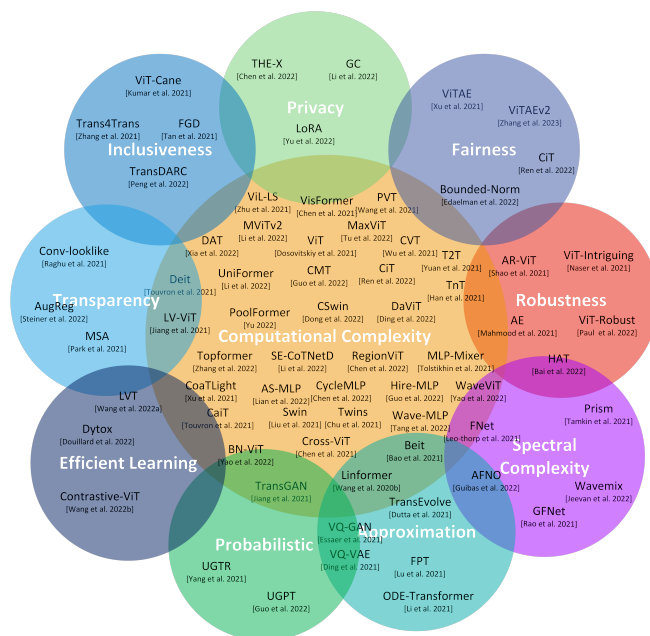 THE-X
[Chen et al. 2022]
GC
[Li et al. 2022]
Privacy
LoRA
[Yu et al. 2022]
ViT-Cane
[Kumar et al. 2021]
Trans4Trans
[Zhang et al. 2021]
FGD
[Tan et al. 2021]
Inclusiveness
TransDARC
[Peng et al. 2022]
ViTAE
[Xu et al. 2021]
ViTAEv2
[Zhang et al. 2023]
Fairness
CiT
[Ren et al. 2022]
Bounded-Norm
[Edaelman et al. 2022]
ViL-LS
[Zhu et al. 2021]
VisFormer
[Chen et al. 2021]
PVT
[Wang et al. 2021]
MViTv2
[Li et al. 2022]
MaxViT
[Tu et al. 2022]
DAT
[Xia et al. 2022]
ViT
[Dosovitskiy et al. 2021]
CVT
[Wu et al. 2021]
T2T
[Yuan et al. 2021]
Conv-looklike
[Raghu et al. 2021]
Deit
[Touvron et al. 2021]
UniFormer
[Li et al. 2022]
CMT
[Guo et al. 2022]
CiT
[Ren et al. 2022]
TnT
[Han et al. 2021]
AR-ViT
[Shao et al. 2021]
ViT-Intriguing
[Naser et al. 2021]
Transparency
Robustness
AugReg
[Steiner et al. 2022]
LV-ViT
[Jiang et al. 2021]
PoolFormer
[Yu 2022]
CSwin
[Dong et al. 2022]
DaViT
[Ding et al. 2022]
AE
[Mahmood et al. 2021]
ViT-Robust
[Paul et al. 2022]
MSA
[Park et al. 2021]
Computational Complexity
Topformer
[Zhang et al. 2022]
SE-CoTNetD
[Li et al. 2021]
RegionViT
[Chen et al. 2022]
MLP-Mixer
[Tolstikhin et al. 2021]
HAT
[Bai et al. 2022]
CoaTLight
[Xu et al. 2021]
AS-MLP
[Lian et al. 2022]
CycleMLP
[Chen et al. 2022]
Hire-MLP
[Guo et al. 2022]
WaveViT
[Yao et al. 2022]
LVT
[Wang et al. 2022a]
CaiT
[Touvron et al. 2021]
Swin
[Liu et al. 2021]
Twins
[Chu et al. 2021]
Wave-MLP
[Tang et al. 2022]
FNet
[Leo-thorp et al. 2021]
Prism
[Tamkin et al. 2021]
Dytox
[Douillard et al. 2022]
BN-ViT
[Yao et al. 2022]
Cross-ViT
[Chen et al. 2021]
Beit
[Bao et al. 2021]
Spectral
Complexity
Efficient Learning
Contrastive-ViT
[Wang et al. 2022b]
TransGAN
[Jiang et al. 2021]
Linformer
[Wang et al. 2020b]
AFNO
[Guibas et al. 2022]
Wavemix
[Jeevan et al. 2022]
TransEvolve
[Dutta et al. 2021]
GFNet
[Rao et al. 2021]
VQ-GAN
[Essaer et al. 2021]
Approximation
Probabilistic
VQ-VAE
[Ding et al. 2021]
UGTR
[Yang et al. 2021]
FPT
[Lu et al. 2021]
UGPT
[Guo et al. 2022]
ODE-Transformer
[Li et al. 2021]